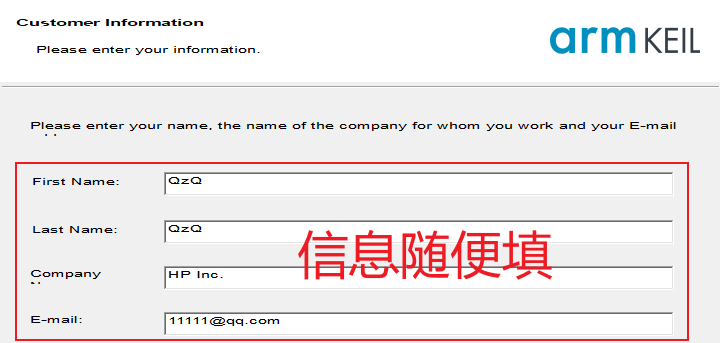 Customer Information
Please enter your information.
arm KEIL
Please enter your name, the name of the company for whom you work and your E-mail
First Name: QzQ
Last Name: QzQ
信息随便填
Company HP Inc.
E-mail: 11111@qq.com